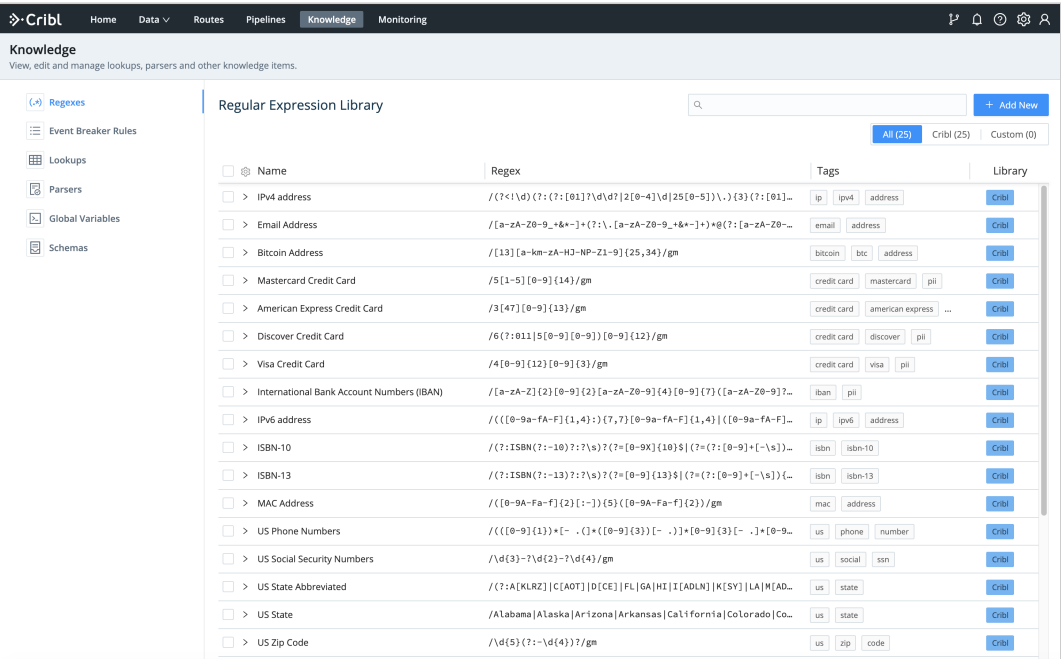 Cribl Home Data Routes Pipelines Knowledge Monitoring
Knowledge
View, edit and manage lookups, parsers and other knowledge items.
Regexes
Event Breaker Rules
Lookups
Parsers
Global Variables
Schemas
Regular Expression Library
+ Add New
All (25) Cribl (25) Custom (0)
Name Regex Tags Library
IPv4 address /(?<!\d)(?:(?:[01]?\d\d?|2[0-4]\d|25[0-5])\.){3}(?:[01]… ip ipv4 address Cribl
Email Address /[a-zA-Z0-9_+&*-]+(?:\.[a-zA-Z0-9_+&*-]+)*@(?:[a-zA-Z0-… email address Cribl
Bitcoin Address /[13][a-km-zA-HJ-NP-Z1-9]{25,34}/gm bitcoin btc address Cribl
Mastercard Credit Card /5[1-5][0-9]{14}/gm credit card mastercard pii Cribl
American Express Credit Card /3[47][0-9]{13}/gm credit card american express ... Cribl
Discover Credit Card /6(?:011|5[0-9][0-9])[0-9]{12}/gm credit card discover pii Cribl
Visa Credit Card /4[0-9]{12}[0-9]{3}/gm credit card visa pii Cribl
International Bank Account Numbers (IBAN) /[a-zA-Z]{2}[0-9]{2}[a-zA-Z0-9]{4}[0-9]{7}([a-zA-Z0-9]?… iban pii Cribl
IPv6 address /(([0-9a-fA-F]{1,4}:){7,7}[0-9a-fA-F]{1,4}|([0-9a-fA-F]… ip ipv6 address Cribl
ISBN-10 /(?:ISBN(?:-10)?:?\s)?(?=[0-9X]{10}$|(?=(?:[0-9]+[-\s])… isbn isbn-10 Cribl
ISBN-13 /(?:ISBN(?:-13)?:?\s)?(?=[0-9]{13}$|(?=(?:[0-9]+[-\s]){… isbn isbn-13 Cribl
MAC Address /([0-9A-Fa-f]{2}[:-]){5}([0-9A-Fa-f]{2})/gm mac address Cribl
US Phone Numbers /(([0-9]{1})*[- .(]*([0-9]{3})[- .)]*[0-9]{3}[- .]*[0-9… us phone number Cribl
US Social Security Numbers /\d{3}-?\d{2}-?\d{4}/gm us social ssn Cribl
US State Abbreviated /(?:A[KLRZ]|C[AOT]|D[CE]|FL|GA|HI|I[ADLN]|K[SY]|LA|M[AD… us state Cribl
US State /Alabama|Alaska|Arizona|Arkansas|California|Colorado|Co… us state Cribl
US Zip Code /\d{5}(?:-\d{4})?/gm us zip code Cribl